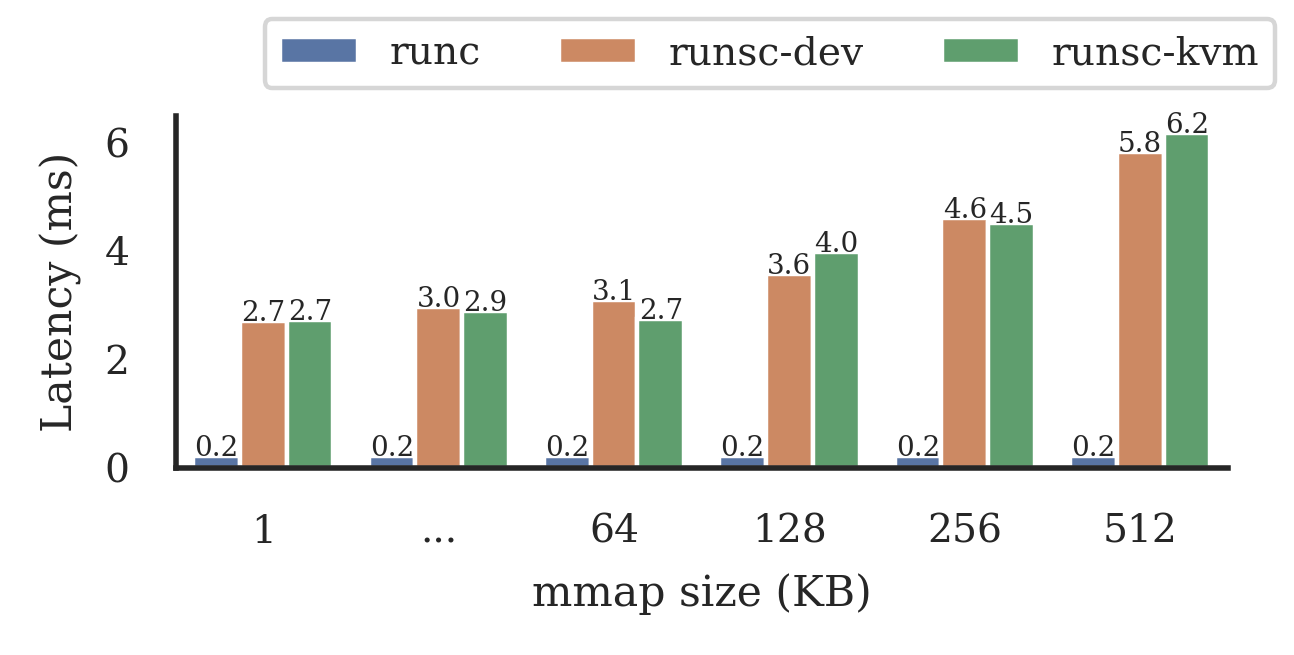 runc runsc-dev runsc-kvm
Latency (ms)
6
4
2
0
0.2 2.7 2.7
0.2 3.0 2.9
0.2 3.1 2.7
0.2 3.6 4.0
0.2 4.6 4.5
0.2 5.8 6.2
1 ... 64 128 256 512
mmap size (KB)